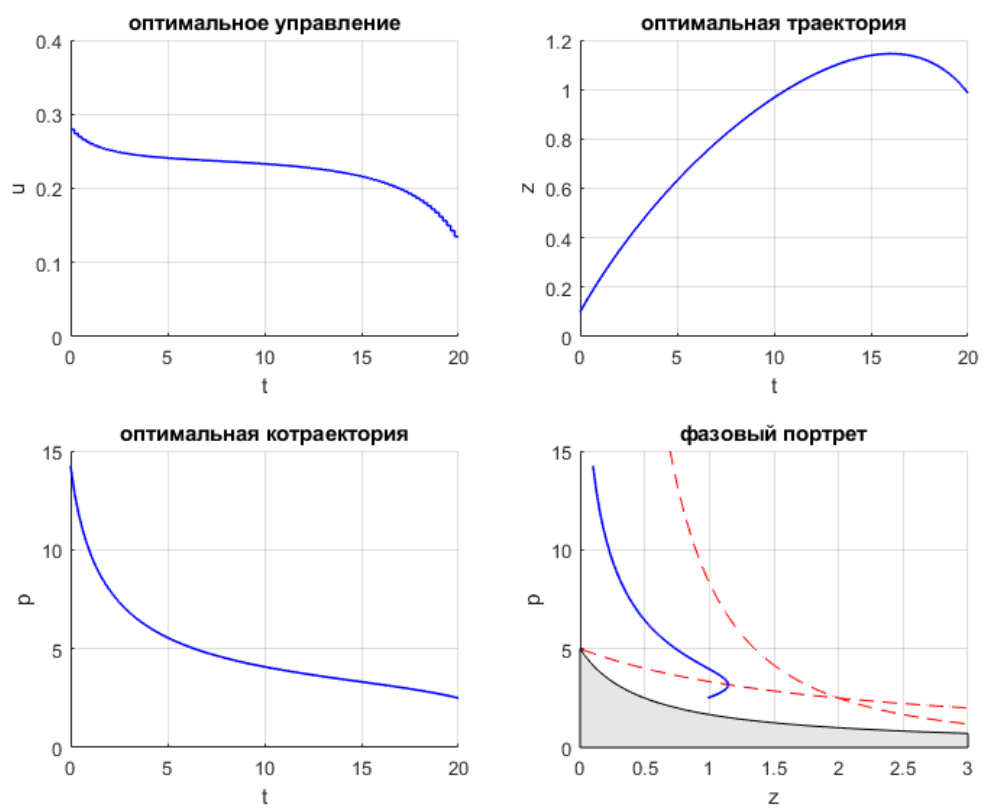 оптимальное управление
0.4
0.3
0.2
0.1
0
u
0 5 10 15 20
t
оптимальная траектория
1.2
1
0.8
0.6
0.4
0.2
0
z
0 5 10 15 20
t
оптимальная котраектория
15
10
5
0
p
0 5 10 15 20
t
фазовый портрет
15
10
5
0
p
0 0.5 1 1.5 2 2.5 3
z